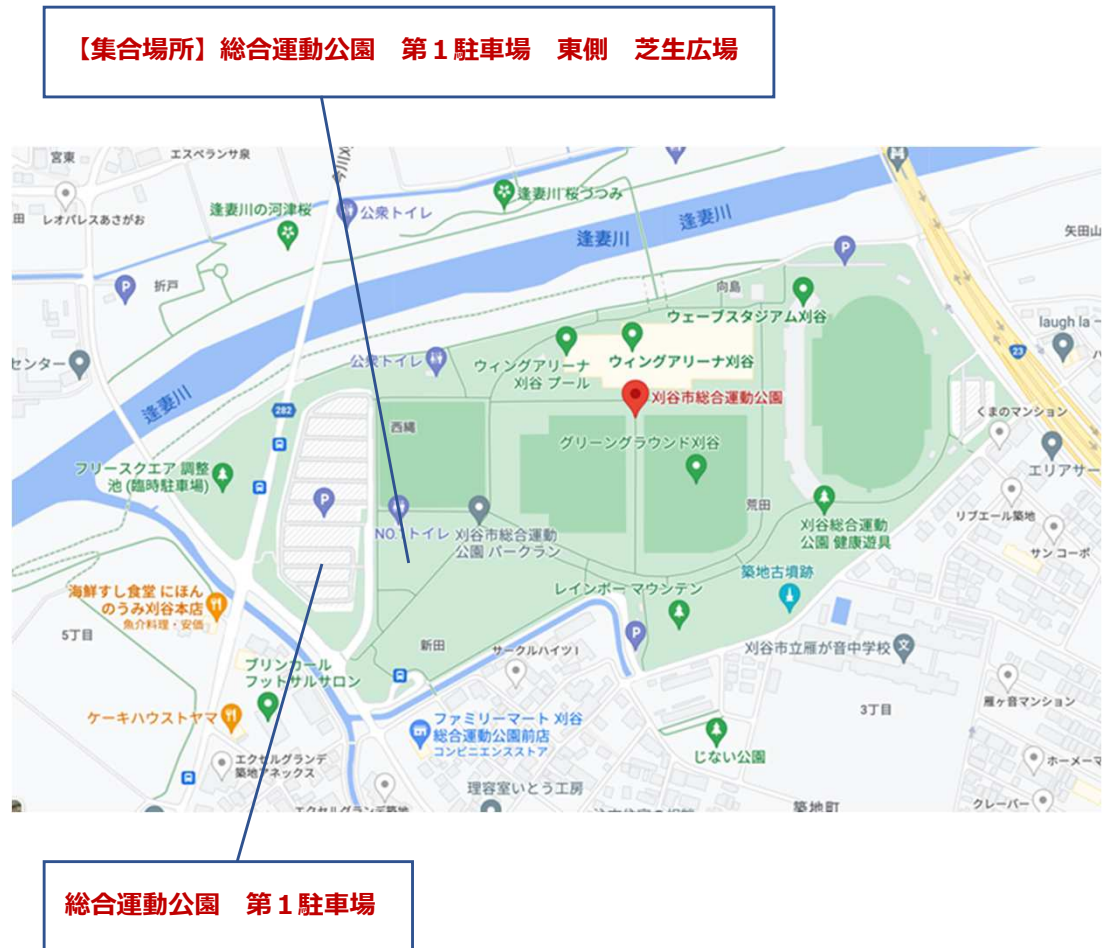 【集合場所】総合運動公園　第１駐車場　東側　芝生広場
宮東
エスペランサ泉
レオパレスあさがお
逢妻川の河津桜
公衆トイレ
逢妻川 桜づつみ
逢妻川
逢妻川
矢田山
折戸
向島
ウェーブスタジアム刈谷
laugh la
センター
公衆トイレ
ウィングアリーナ
刈谷 プール
ウィングアリーナ刈谷
23
逢妻川
刈谷市総合運動公園
282
西縄
くまのマンション
グリーングラウンド刈谷
フリースクエア 調整
池 (臨時駐車場)
エリアサー
荒田
リブエール築地
NO. トイレ
刈谷市総合運動
公園 パークラン
刈谷総合運動
公園 健康遊具
サン コーポ
築地古墳跡
海鮮すし食堂 にほん
のうみ刈谷本店
魚介料理・安価
レインボー マウンテン
5丁目
新田
サークルハイツ I
刈谷市立雁が音中学校
ブリンカール
フットサルサロン
雁ヶ音マンション
3丁目
ケーキハウストヤマ
ファミリーマート 刈谷
総合運動公園前店
コンビニエンスストア
じない公園
エクセルグランデ
築地アネックス
ホーメーマ
理容室いとう工房
築地町
クレーバー
総合運動公園　第１駐車場